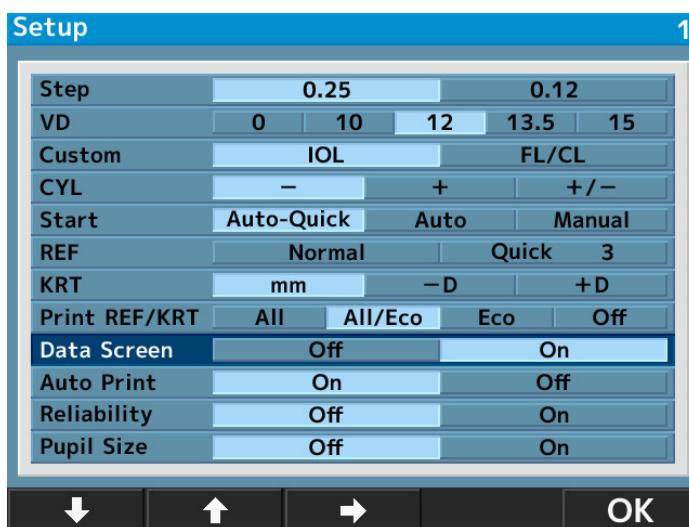 Setup 1
Step 0.25 0.12
VD 0 10 12 13.5 15
Custom IOL FL/CL
CYL − + +/−
Start Auto-Quick Auto Manual
REF Normal Quick 3
KRT mm −D +D
Print REF/KRT All All/Eco Eco Off
Data Screen Off On
Auto Print On Off
Reliability Off On
Pupil Size Off On
OK